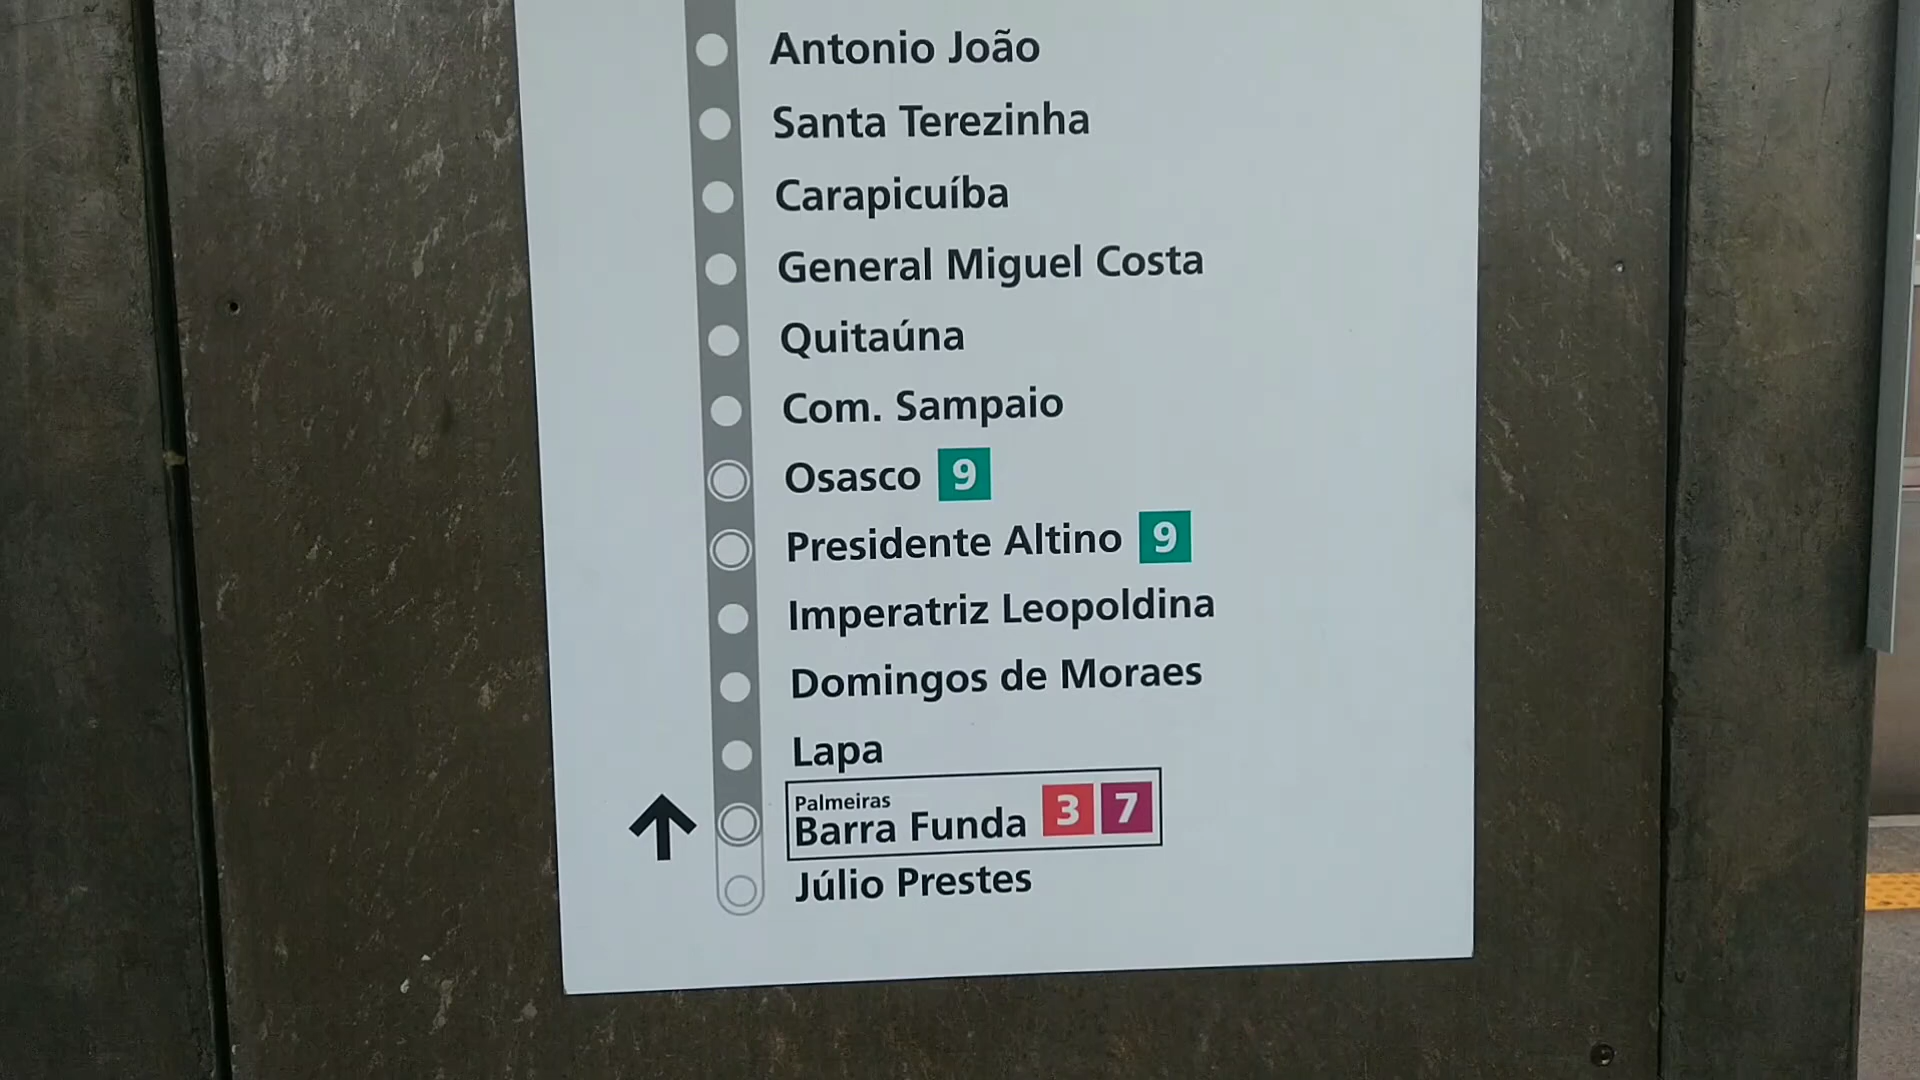 Antonio João
Santa Terezinha
Carapicuíba
General Miguel Costa
Quitaúna
Com. Sampaio
Osasco 9
Presidente Altino 9
Imperatriz Leopoldina
Domingos de Moraes
Lapa
Palmeiras
Barra Funda 3 7
Júlio Prestes